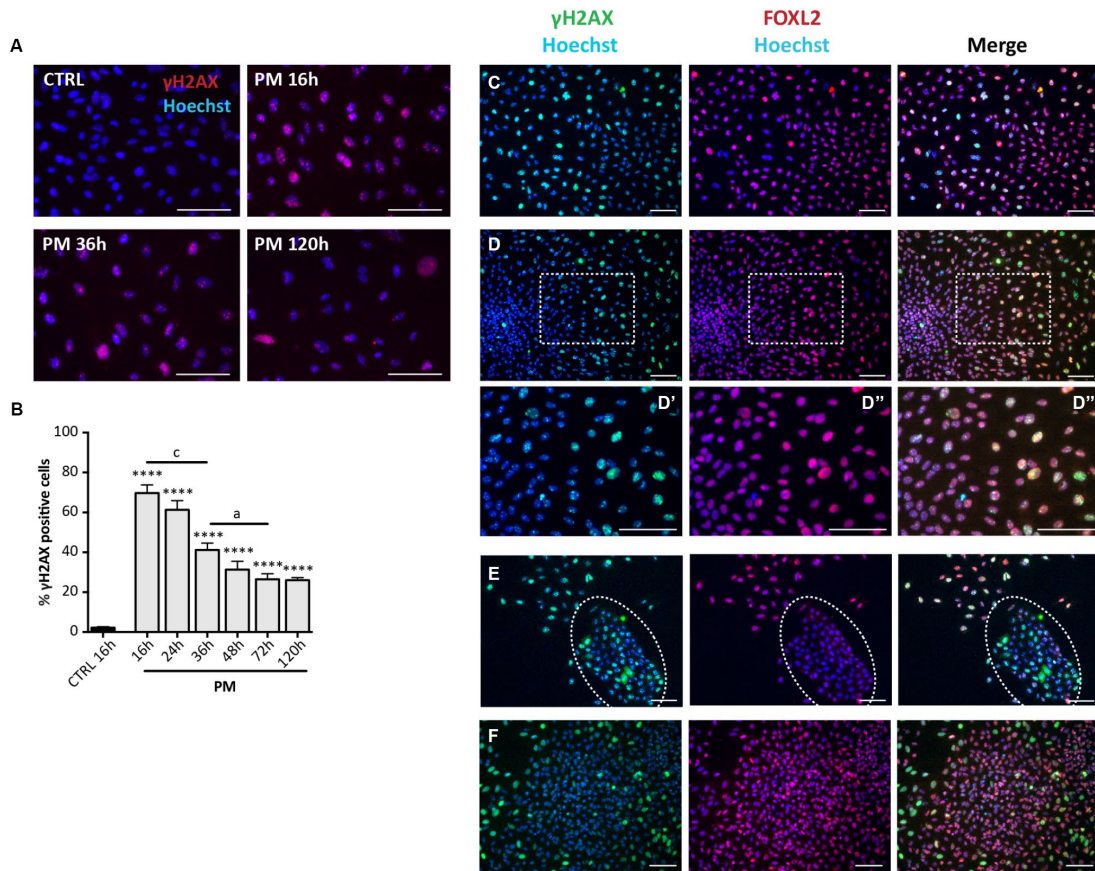 A
CTRL
γH2AX
Hoechst
PM 16h
PM 36h
PM 120h
B
% γH2AX positive cells
100
80
60
40
20
0
c
a
****
****
****
****
****
****
CTRL 16h
16h
24h
36h
48h
72h
120h
PM
γH2AX
Hoechst
FOXL2
Hoechst
Merge
C
D
D’
D”
D”
E
F